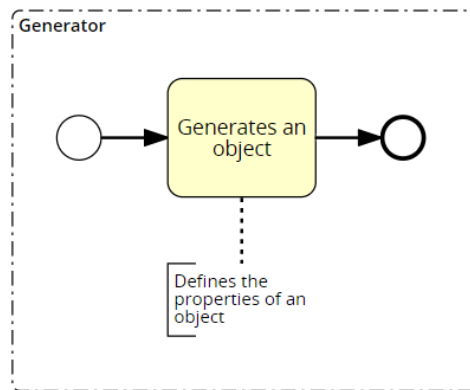 Generator
Generates an
object
Defines the
properties of an
object